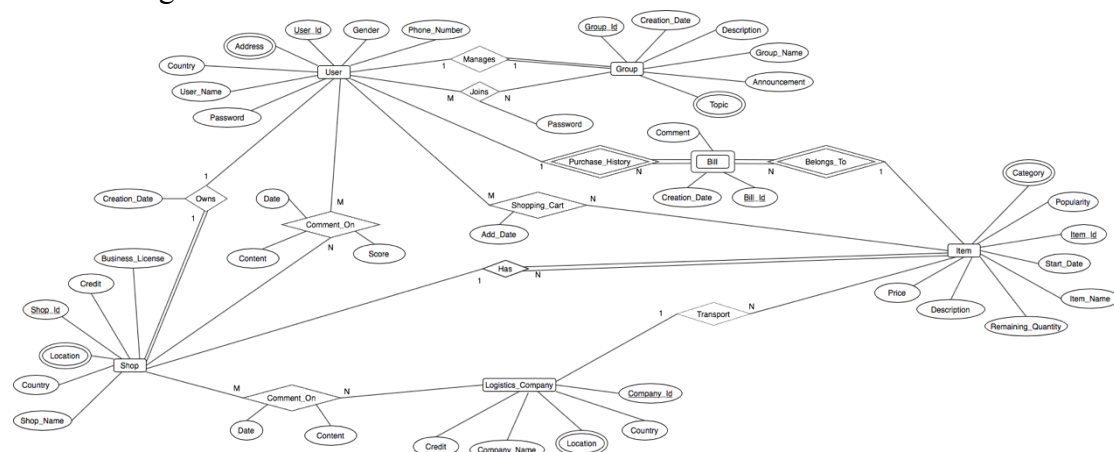 User_Id
Gender
Phone_Number
Address
Country
User
User_Name
Password
1
Manages
1
M
Joins
N
Password
Group_Id
Creation_Date
Description
Group_Name
Group
Announcement
Topic
Comment
1
Purchase_History
N
Bill
N
Belongs_To
1
Creation_Date
Bill_Id
Category
Popularity
Item_Id
Item
Start_Date
Item_Name
Price
Description
Remaining_Quantity
M
Shopping_Cart
N
Add_Date
1
Creation_Date
Owns
1
Date
M
Comment_On
N
Content
Score
Business_License
Credit
Shop_Id
Location
Shop
Country
Shop_Name
1
Has
N
1
Transport
N
M
Comment_On
N
Date
Content
Logistics_Company
Company_Id
Country
Location
Company_Name
Credit